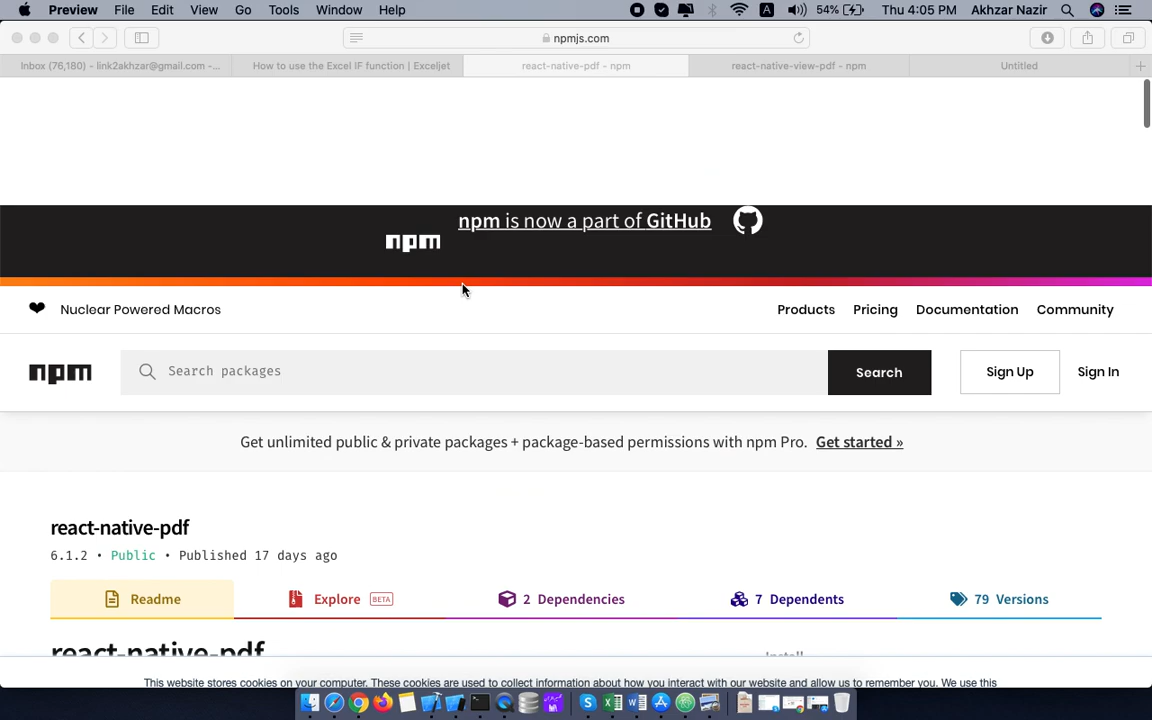 Preview File Edit View Go Tools Window Help A 54% Thu 4:05 PM Akhzar Nazir
npmjs.com
Inbox (76,180) – link2akhzar@gmail.com –... How to use the Excel IF function | Exceljet react-native-pdf – npm react-native-view-pdf – npm Untitled
npm npm is now a part of GitHub
Nuclear Powered Macros Products Pricing Documentation Community
npm Search packages Search Sign Up Sign In
Get unlimited public & private packages + package-based permissions with npm Pro. Get started »
react-native-pdf
6.1.2 • Public • Published 17 days ago
Readme Explore BETA 2 Dependencies 7 Dependents 79 Versions
react-native-pdf Install
This website stores cookies on your computer. These cookies are used to collect information about how you interact with our website and allow us to remember you. We use this